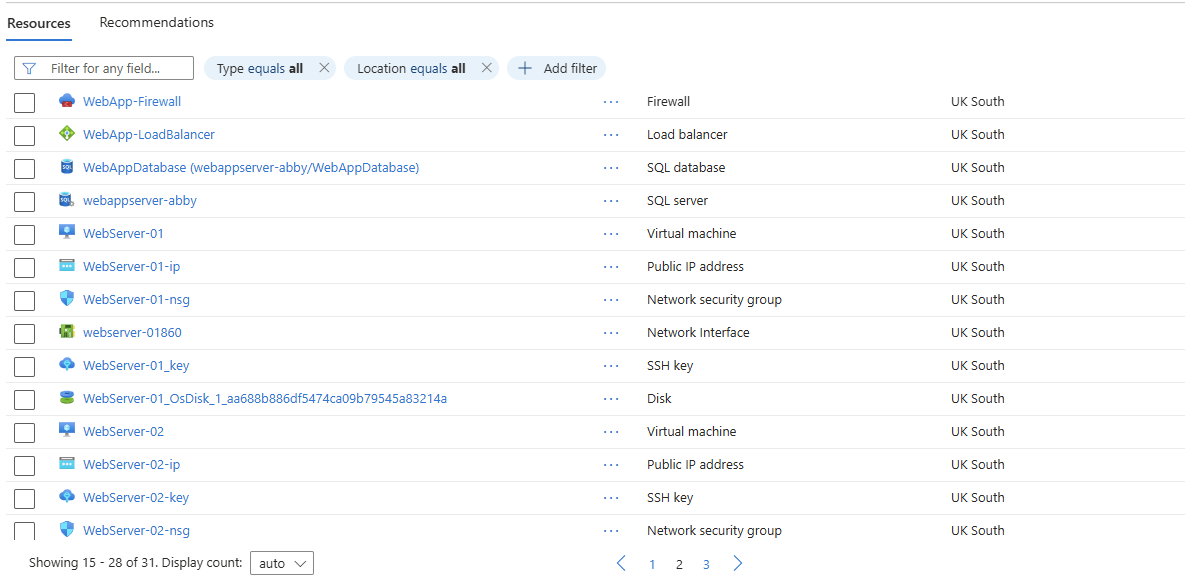 Resources Recommendations
Filter for any field... Type equals all Location equals all Add filter
WebApp-Firewall ... Firewall UK South
WebApp-LoadBalancer ... Load balancer UK South
WebAppDatabase (webappserver-abby/WebAppDatabase) ... SQL database UK South
webappserver-abby ... SQL server UK South
WebServer-01 ... Virtual machine UK South
WebServer-01-ip ... Public IP address UK South
WebServer-01-nsg ... Network security group UK South
webserver-01860 ... Network Interface UK South
WebServer-01_key ... SSH key UK South
WebServer-01_OsDisk_1_aa688b886df5474ca09b79545a83214a ... Disk UK South
WebServer-02 ... Virtual machine UK South
WebServer-02-ip ... Public IP address UK South
WebServer-02-key ... SSH key UK South
WebServer-02-nsg ... Network security group UK South
Showing 15 - 28 of 31. Display count: auto 1 2 3